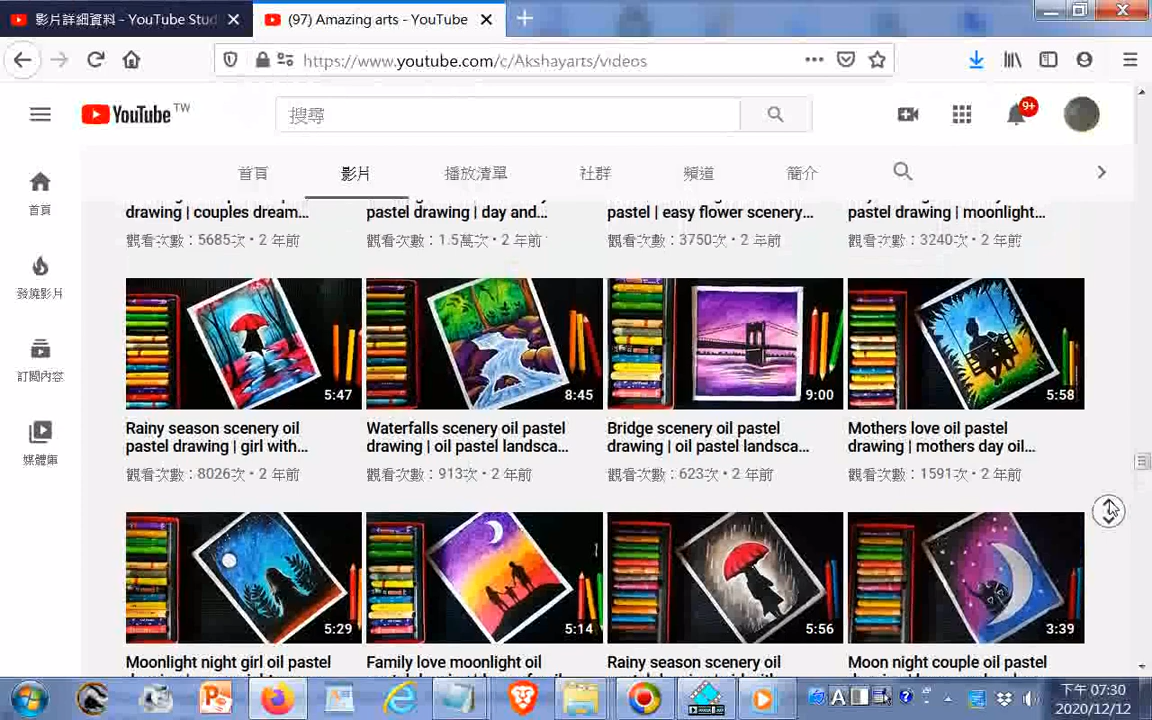 影片詳細資料 - YouTube Stud
(97) Amazing arts - YouTube
https://www.youtube.com/c/Akshayarts/videos
YouTube TW
搜尋
9+
首頁
影片
播放清單
社群
頻道
簡介
首頁
發燒影片
訂閱內容
媒體庫
drawing | couples dream...
觀看次數：5685次 • 2 年前
pastel drawing | day and...
觀看次數：1.5萬次 • 2 年前
pastel | easy flower scenery...
觀看次數：3750次 • 2 年前
pastel drawing | moonlight...
觀看次數：3240次 • 2 年前
5:47
Rainy season scenery oil
pastel drawing | girl with...
觀看次數：8026次 • 2 年前
8:45
Waterfalls scenery oil pastel
drawing | oil pastel landsca...
觀看次數：913次 • 2 年前
9:00
Bridge scenery oil pastel
drawing | oil pastel landsca...
觀看次數：623次 • 2 年前
5:58
Mothers love oil pastel
drawing | mothers day oil...
觀看次數：1591次 • 2 年前
5:29
Moonlight night girl oil pastel
5:14
Family love moonlight oil
5:56
Rainy season scenery oil
3:39
Moon night couple oil pastel
下午 07:30
2020/12/12